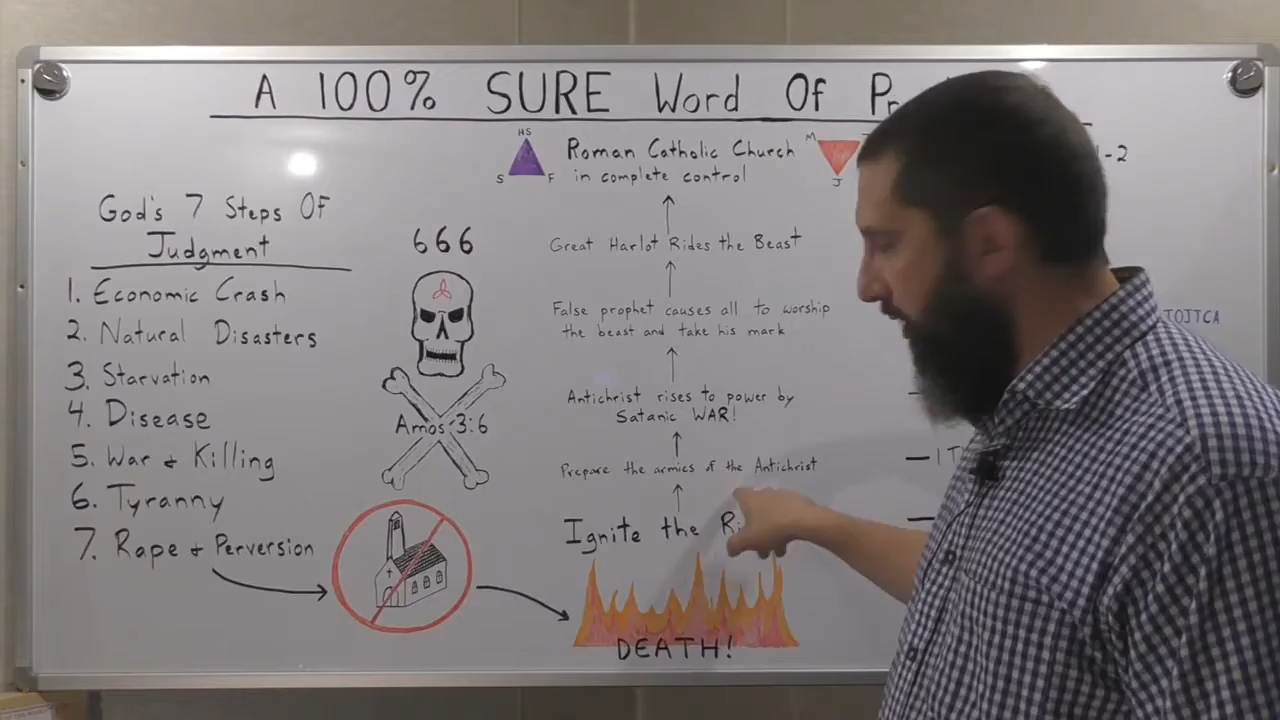 A 100% SURE Word Of
HS
S F
Roman Catholic Church
in complete control
M
J
-2
God's 7 Steps OF
Judgment
1. Economic Crash
2. Natural Disasters
3. Starvation
4. Disease
5. War & Killing
6. Tyranny
7. Rape & Perversion
666
Amos 3:6
Great Harlot Rides the Beast
False prophet causes all to worship
the beast and take his mark
Antichrist rises to power by
Satanic WAR!
Prepare the armies of the Antichrist
Ignite the
DEATH!
TOJTCA